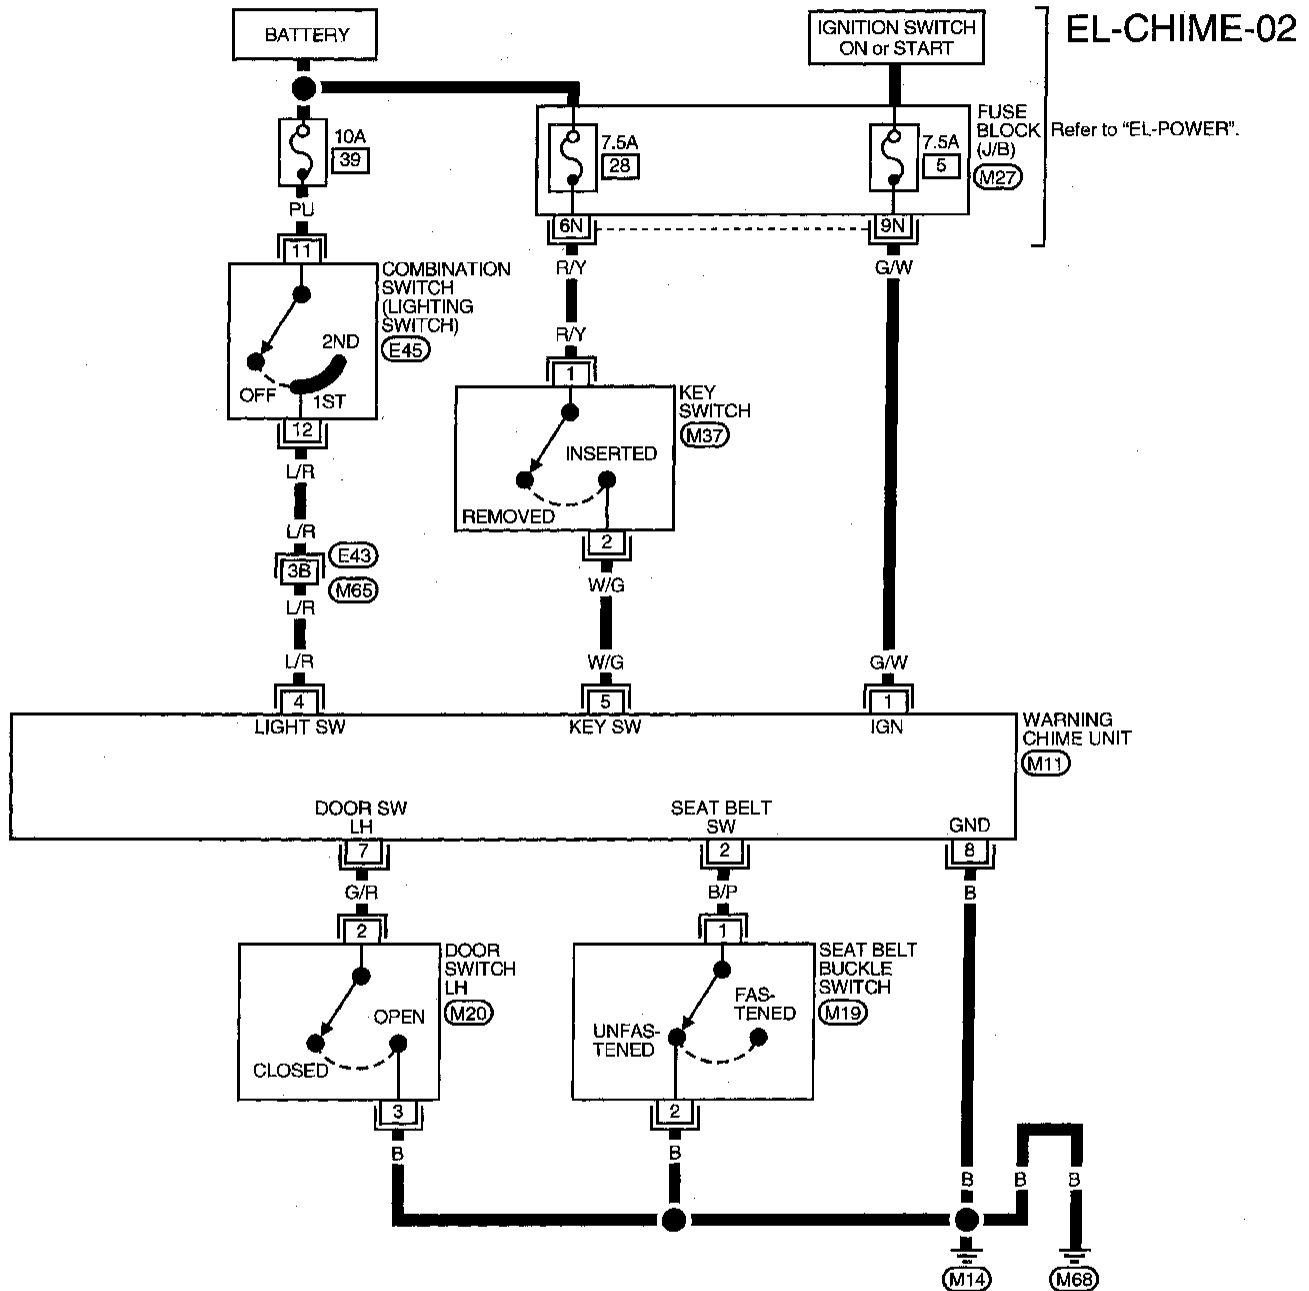 EL-CHIME-02
BATTERY
IGNITION SWITCH
ON or START
10A
39
7.5A
28
7.5A
5
FUSE
BLOCK
(J/B)
M27
Refer to "EL-POWER".
PU
6N
9N
11
R/Y
G/W
COMBINATION
SWITCH
(LIGHTING
SWITCH)
E45
2ND
OFF
1ST
12
R/Y
1
KEY
SWITCH
M37
INSERTED
REMOVED
2
L/R
L/R
3B
E43
M65
L/R
L/R
W/G
W/G
G/W
4
5
1
LIGHT SW
KEY SW
IGN
WARNING
CHIME UNIT
M11
DOOR SW
LH
SEAT BELT
SW
GND
7
2
8
G/R
B/P
B
2
1
DOOR
SWITCH
LH
M20
OPEN
CLOSED
SEAT BELT
BUCKLE
SWITCH
M19
FAS-
TENED
UNFAS-
TENED
3
2
B
B
B
B
B
M14
M68